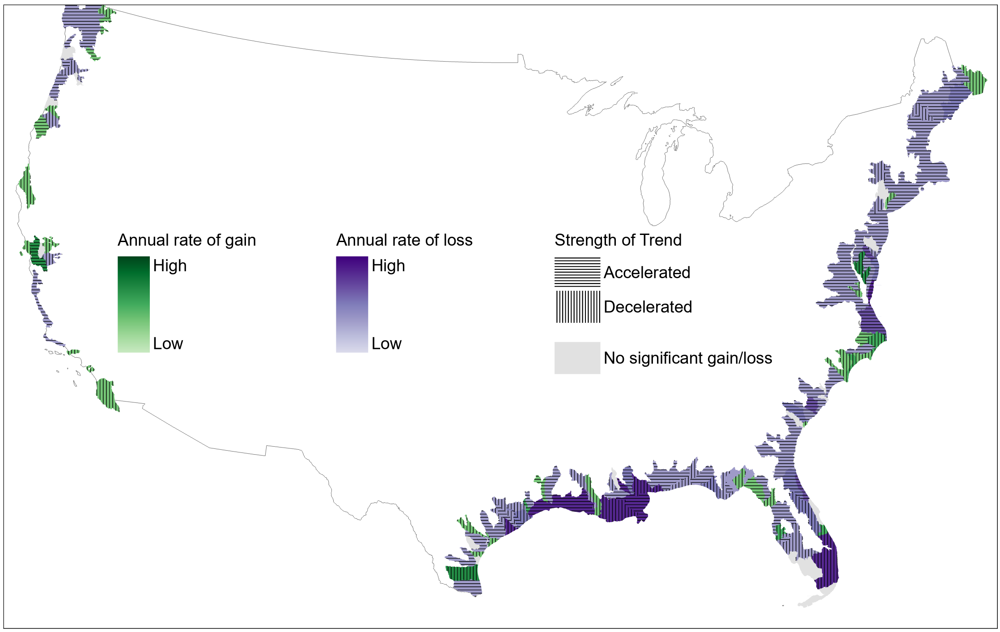 Annual rate of gain
High
Low
Annual rate of loss
High
Low
Strength of Trend
Accelerated
Decelerated
No significant gain/loss